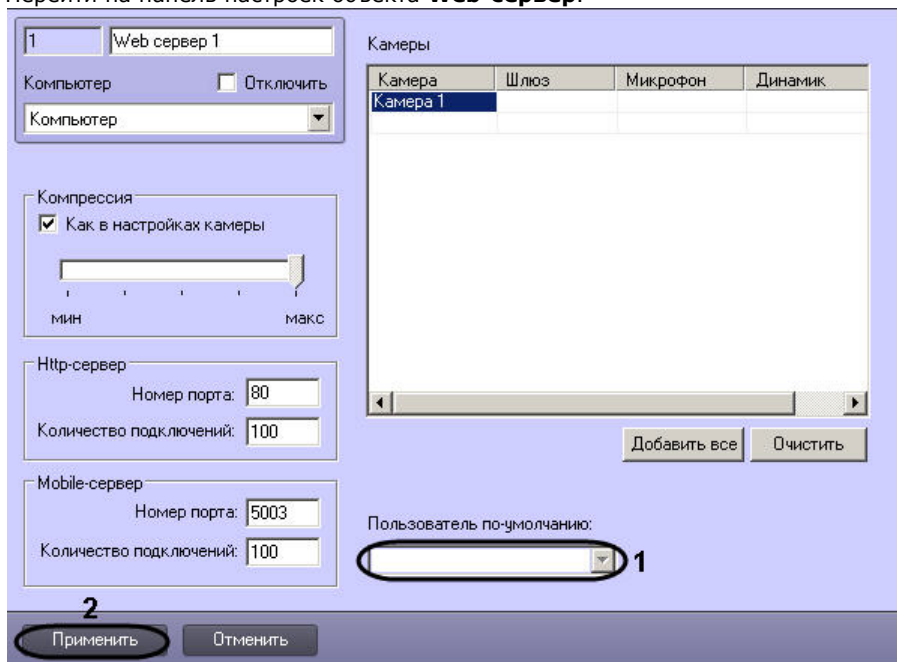 Перейти на панель настроек объекта Web-сервер.
1 Web сервер 1
Компьютер Отключить
Компьютер
Компрессия
Как в настройках камеры
мин макс
Http-сервер
Номер порта: 80
Количество подключений: 100
Mobile-сервер
Номер порта: 5003
Количество подключений: 100
Камеры
Камера Шлюз Микрофон Динамик
Камера 1
Добавить все Очистить
Пользователь по-умолчанию:
1
2
Применить Отменить